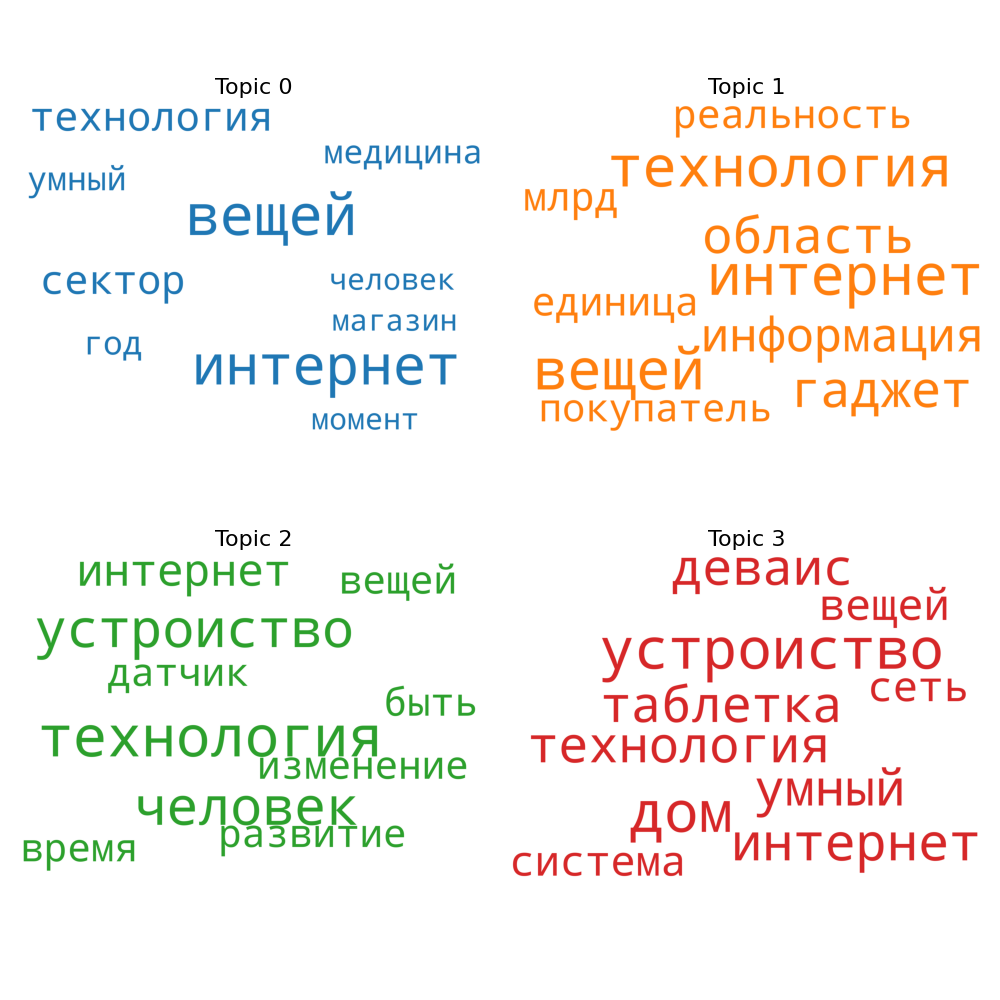 Topic 0
технология
медицина
умный
вещей
сектор
человек
магазин
год
интернет
момент
Topic 1
реальность
технология
млрд
область
интернет
единица
информация
вещей
гаджет
покупатель
Topic 2
интернет
вещей
устроиство
датчик
быть
технология
изменение
человек
развитие
время
Topic 3
деваис
вещей
устроиство
сеть
таблетка
технология
умный
дом
интернет
система